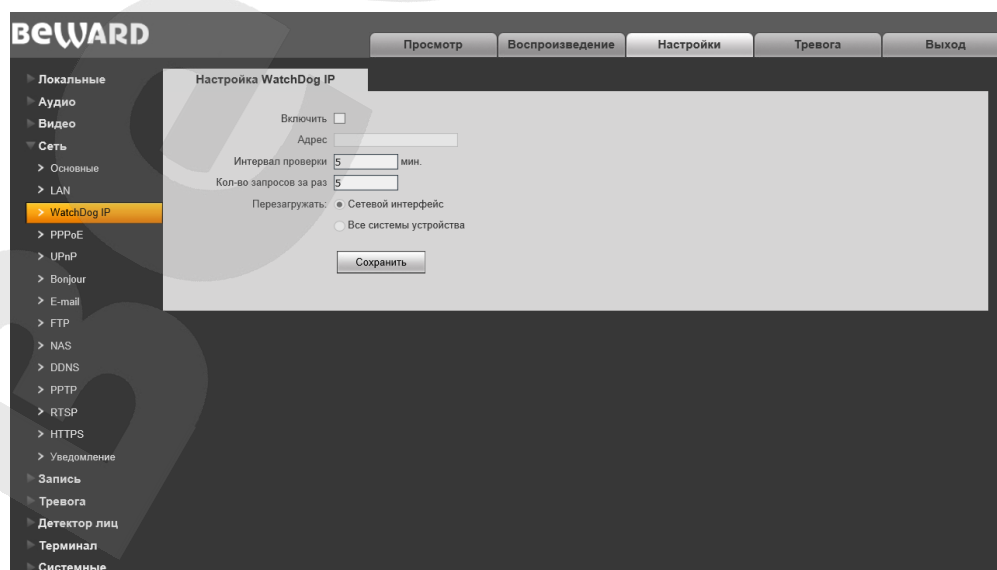 BEWARD
Просмотр
Воспроизведение
Настройки
Тревога
Выход
Локальные
Аудио
Видео
Сеть
Основные
LAN
WatchDog IP
PPPoE
UPnP
Bonjour
E-mail
FTP
NAS
DDNS
PPTP
RTSP
HTTPS
Уведомление
Запись
Тревога
Детектор лиц
Терминал
Системные
Настройка WatchDog IP
Включить
Адрес
Интервал проверки 5 мин.
Кол-во запросов за раз 5
Перезагружать: Сетевой интерфейс
Все системы устройства
Сохранить